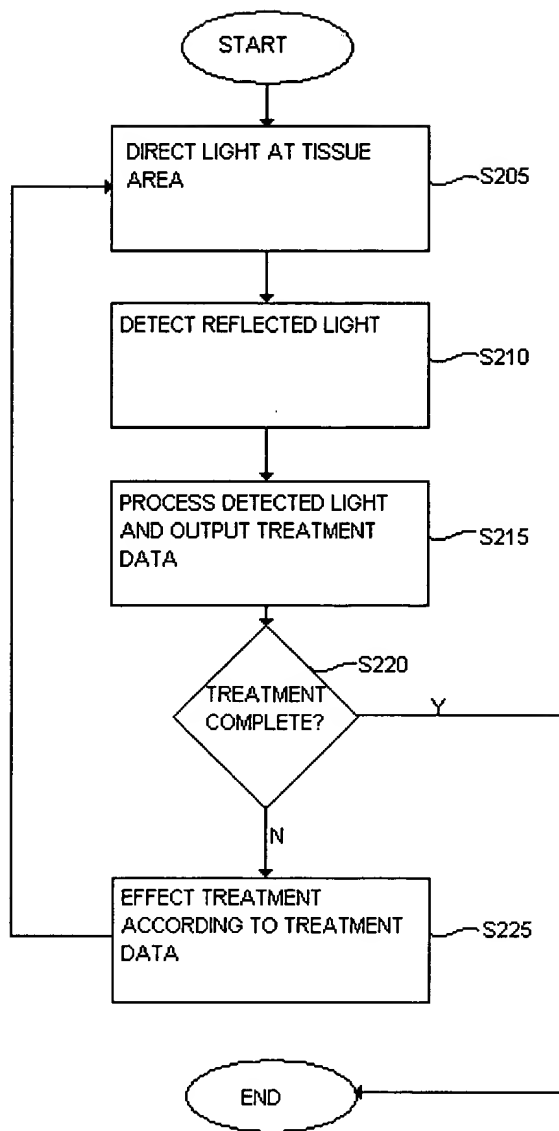 START
DIRECT LIGHT AT TISSUE
AREA
S205
DETECT REFLECTED LIGHT
S210
PROCESS DETECTED LIGHT
AND OUTPUT TREATMENT
DATA
S215
S220
TREATMENT
COMPLETE?
Y
N
EFFECT TREATMENT
ACCORDING TO TREATMENT
DATA
S225
END